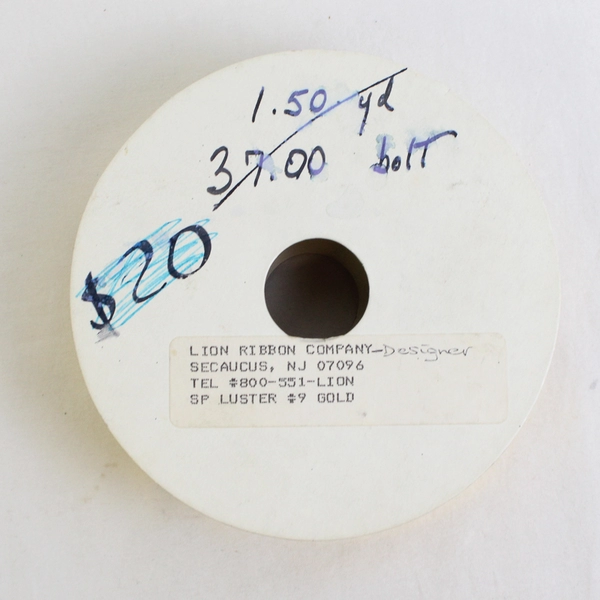 1.50 yd
37.00 bolt
$20
LION RIBBON COMPANY-Designer
SECAUCUS, NJ 07096
TEL #800-551-LION
SP LUSTER #9 GOLD